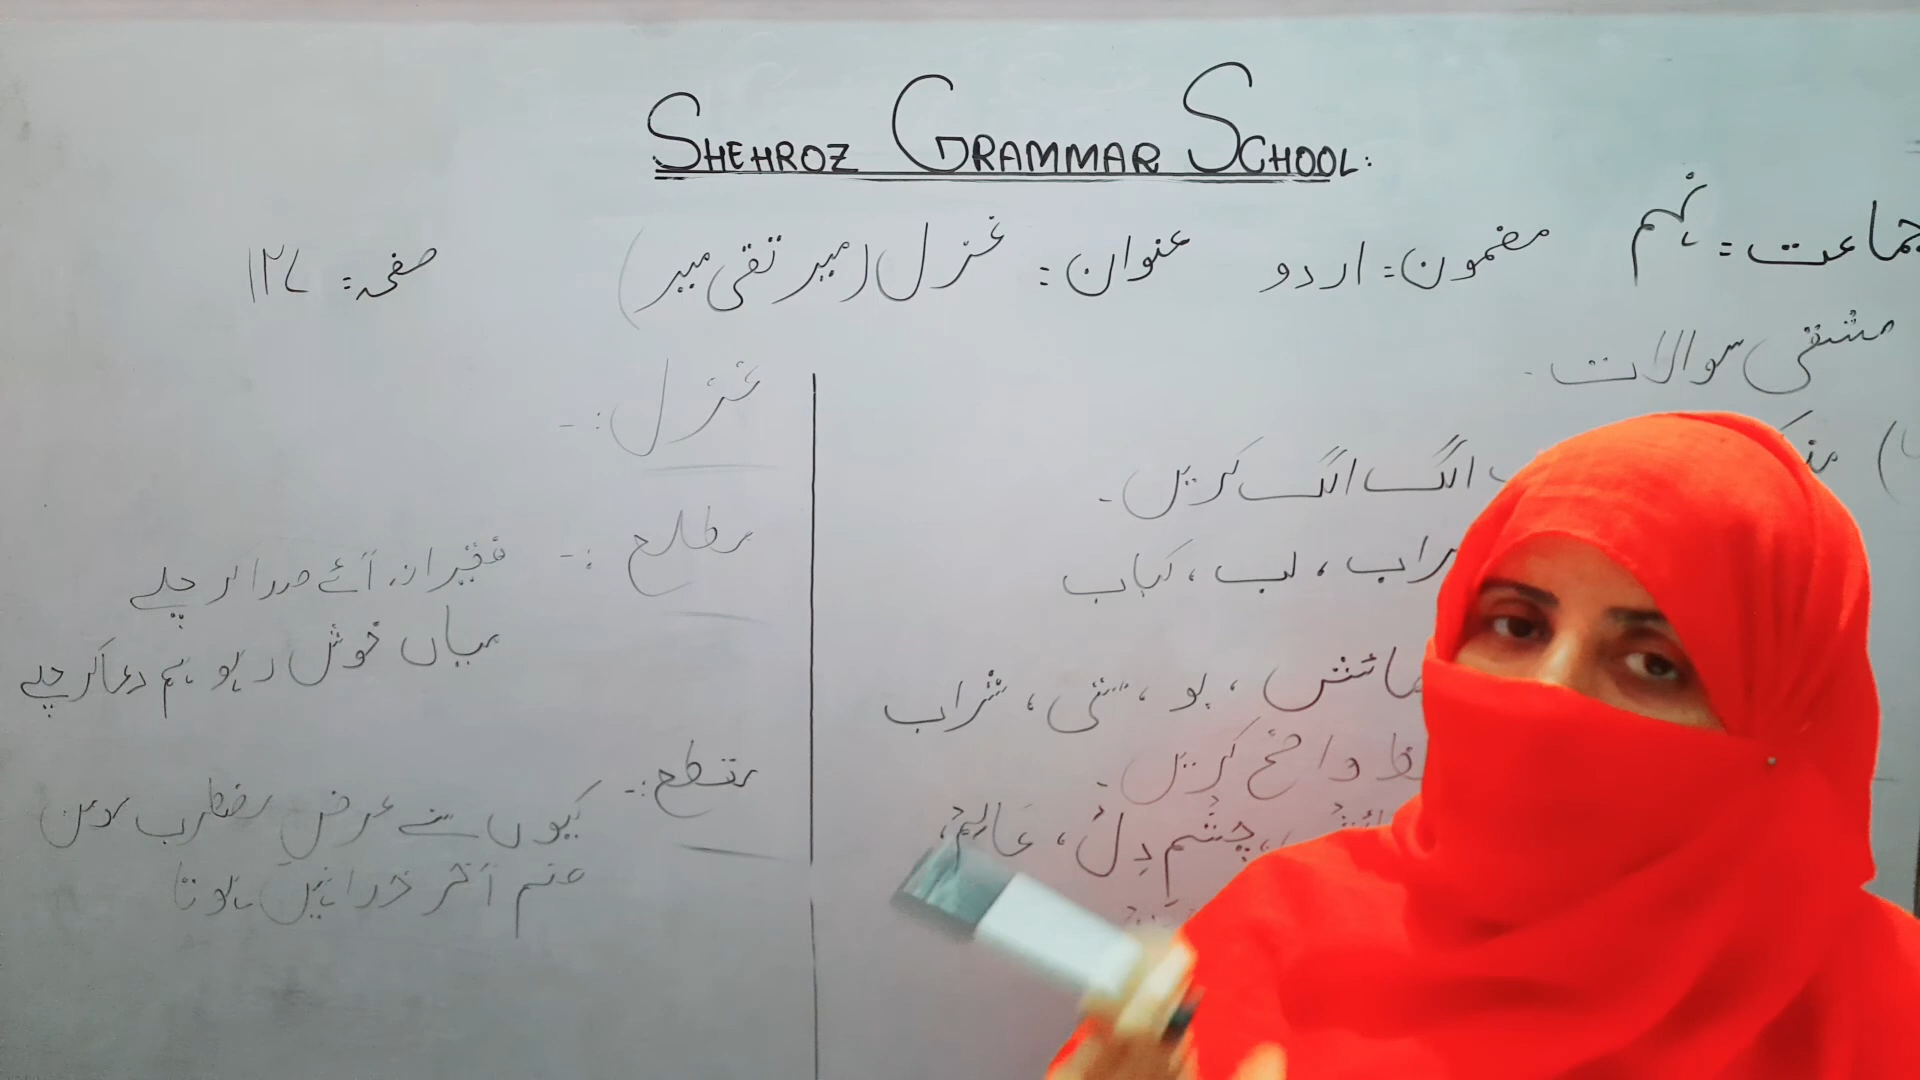 SHEHROZ GRAMMAR SCHOOL:
جماعت = نہم مضمون = اردو عنوان = غزل (میر تقی میر) صفحہ = ۱۲۷
مشقی سوالات -
الگ الگ کریں -
لب ، کباب
بو ، ہستی ، شراب
واضح کریں -
چشمِ دِل ، عالِم ،
غزل :-
مطلع :-
فقیرانہ آئے صدا کر چلے
میاں خوش رہو ہم دعا کر چلے
مقطع :-
کیوں سنے عرض مضطرب مومن
صنم آخر خدا نہیں ہوتا